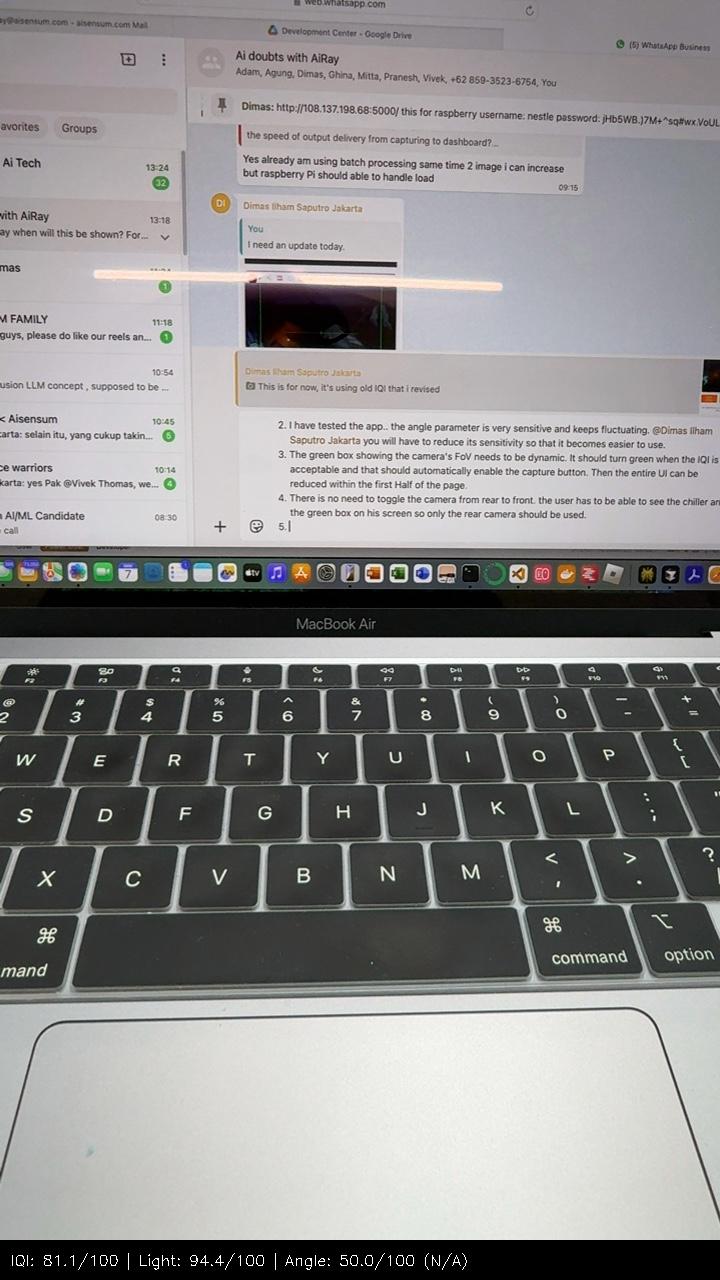 web.whatsapp.com
y@aisensum.com - aisensum.com Mail
Development Center - Google Drive
(5) WhatsApp Business
Ai doubts with AiRay
Adam, Agung, Dimas, Ghina, Mitta, Pranesh, Vivek, +62 859-3523-6754, You
Dimas: http://108.137.198.68:5000/ this for raspberry username: nestle password: jHb5WB.)7M+^sq#wx.VoUL
avorites
Groups
the speed of output delivery from capturing to dashboard?...
Yes already am using batch processing same time 2 image i can increase
but raspberry Pi should able to handle load
09:15
Ai Tech
13:24
32
with AiRay
13:18
ay when will this be shown? For...
mas
1
M FAMILY
11:18
guys, please do like our reels an...
1
10:54
usion LLM concept , supposed to be ...
< Aisensum
10:45
arta: selain itu, yang cukup takin...
5
ce warriors
10:14
karta: yes Pak @Vivek Thomas, we...
4
AI/ML Candidate
08:30
call
DI
Dimas Ilham Saputro Jakarta
You
I need an update today.
Dimas Ilham Saputro Jakarta
This is for now, it's using old IQI that i revised
2. I have tested the app.. the angle parameter is very sensitive and keeps fluctuating. @Dimas Ilham
Saputro Jakarta you will have to reduce its sensitivity so that it becomes easier to use.
3. The green box showing the camera's FoV needs to be dynamic. It should turn green when the IQI is
acceptable and that should automatically enable the capture button. Then the entire UI can be
reduced within the first Half of the page.
4. There is no need to toggle the camera from rear to front. the user has to be able to see the chiller an
the green box on his screen so only the rear camera should be used.
5.
7
tv
MacBook Air
F2 F3 F4 F5 F6 F7 F8 F9 F10 F11
@ # $ % ^ & * ( ) _ +
2 3 4 5 6 7 8 9 0 - =
W E R T Y U I O P { [
S D F G H J K L : ; "
X C V B N M < , > . ? /
⌘ ⌘ ⌥
mand command option
IQI: 81.1/100 | Light: 94.4/100 | Angle: 50.0/100 (N/A)